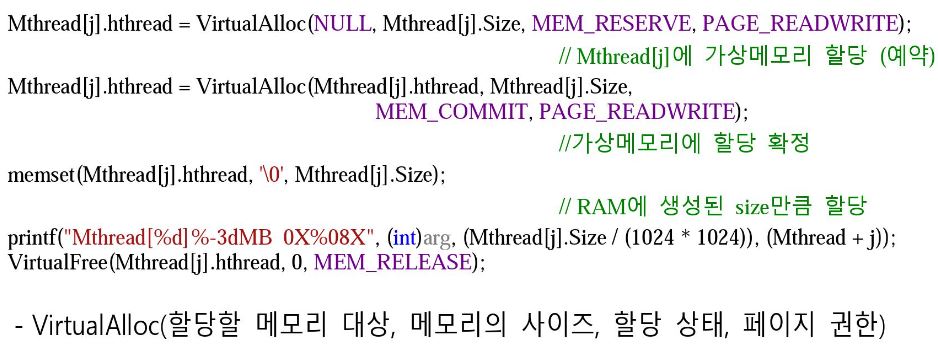 Mthread[j].hthread = VirtualAlloc(NULL, Mthread[j].Size, MEM_RESERVE, PAGE_READWRITE);
// Mthread[j]에 가상메모리 할당 (예약)
Mthread[j].hthread = VirtualAlloc(Mthread[j].hthread, Mthread[j].Size,
MEM_COMMIT, PAGE_READWRITE);
//가상메모리에 할당 확정
memset(Mthread[j].hthread, '\0', Mthread[j].Size);
// RAM에 생성된 size만큼 할당
printf("Mthread[%d]%-3dMB 0X%08X", (int)arg, (Mthread[j].Size / (1024 * 1024)), (Mthread + j));
VirtualFree(Mthread[j].hthread, 0, MEM_RELEASE);
- VirtualAlloc(할당할 메모리 대상, 메모리의 사이즈, 할당 상태, 페이지 권한)